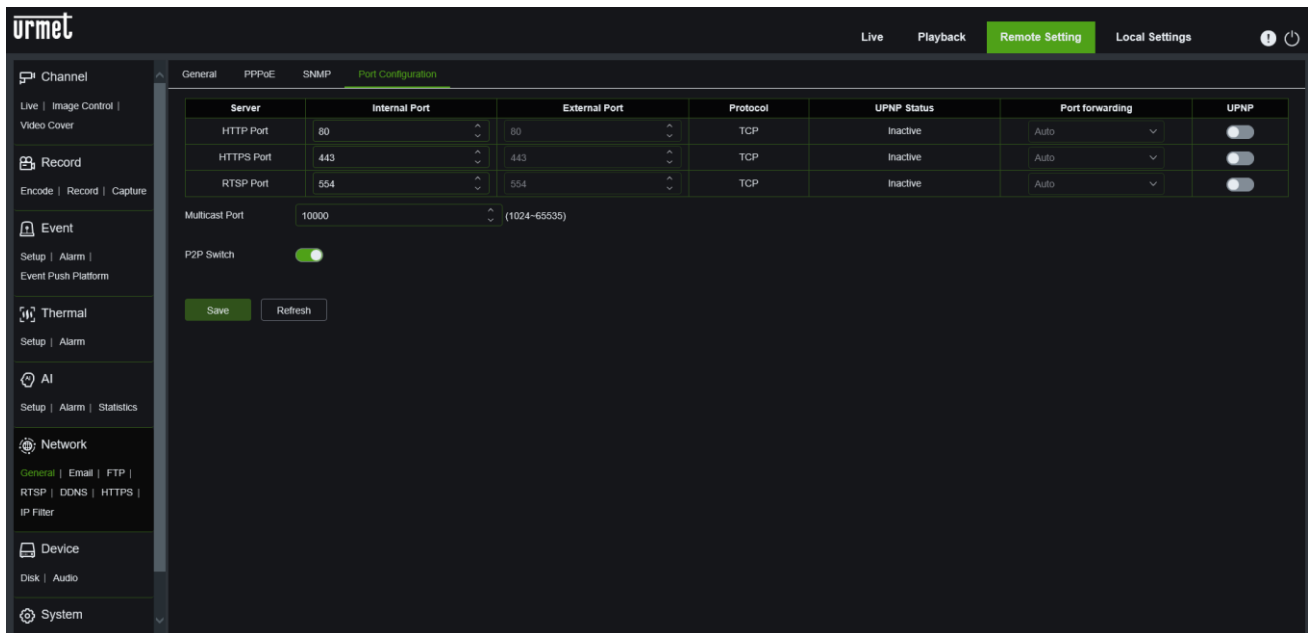 urmet
Live Playback Remote Setting Local Settings
Channel
Live | Image Control |
Video Cover
Record
Encode | Record | Capture
Event
Setup | Alarm |
Event Push Platform
Thermal
Setup | Alarm
AI
Setup | Alarm | Statistics
Network
General | Email | FTP |
RTSP | DDNS | HTTPS |
IP Filter
Device
Disk | Audio
System
General PPPoE SNMP Port Configuration
Server Internal Port External Port Protocol UPNP Status Port forwarding UPNP
HTTP Port 80 80 TCP Inactive Auto
HTTPS Port 443 443 TCP Inactive Auto
RTSP Port 554 554 TCP Inactive Auto
Multicast Port 10000 (1024~65535)
P2P Switch
Save Refresh